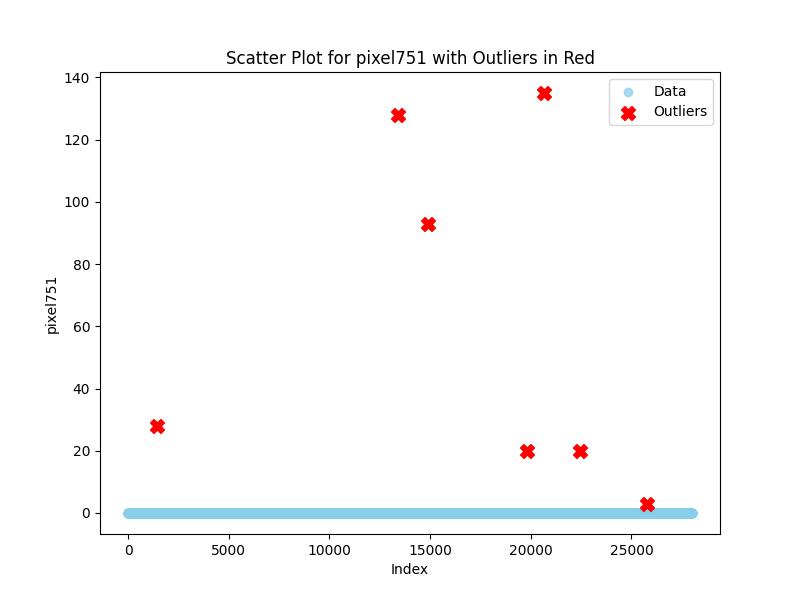 Scatter Plot for pixel751 with Outliers in Red
Data
Outliers
140
120
100
80
60
40
20
0
pixel751
0 5000 10000 15000 20000 25000
Index